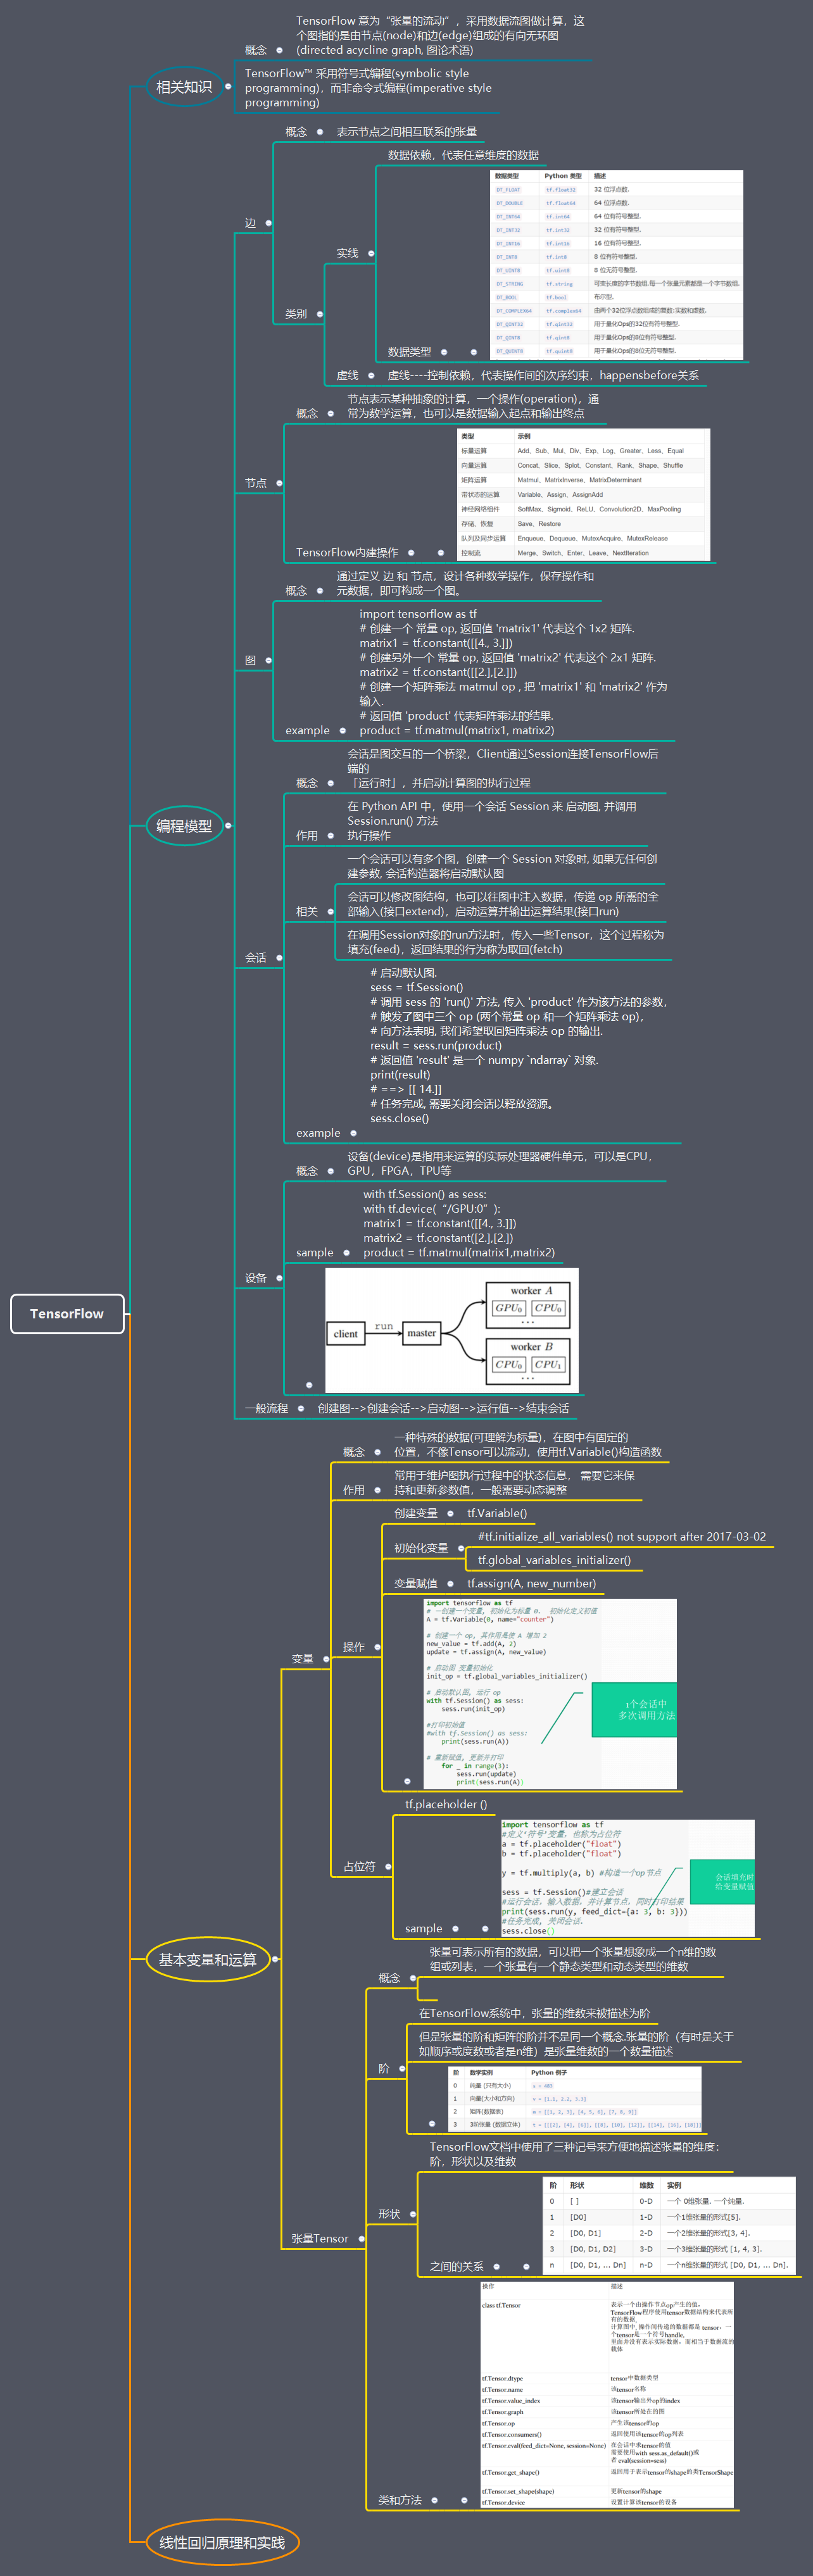 TensorFlow
相关知识
概念
TensorFlow 意为“张量的流动”，采用数据流图做计算，这
个图指的是由节点(node)和边(edge)组成的有向无环图
(directed acycline graph, 图论术语)
TensorFlow™ 采用符号式编程(symbolic style
programming)，而非命令式编程(imperative style
programming)
编程模型
边
概念
表示节点之间相互联系的张量
类别
实线
数据依赖，代表任意维度的数据
数据类型
数据类型 Python 类型 描述
DT_FLOAT tf.float32 32 位浮点数.
DT_DOUBLE tf.float64 64 位浮点数.
DT_INT64 tf.int64 64 位有符号整型.
DT_INT32 tf.int32 32 位有符号整型.
DT_INT16 tf.int16 16 位有符号整型.
DT_INT8 tf.int8 8 位有符号整型.
DT_UINT8 tf.uint8 8 位无符号整型.
DT_STRING tf.string 可变长度的字节数组.每一个张量元素都是一个字节数组.
DT_BOOL tf.bool 布尔型.
DT_COMPLEX64 tf.complex64 由两个32位浮点数组成的复数:实数和虚数.
DT_QINT32 tf.qint32 用于量化Ops的32位有符号整型.
DT_QINT8 tf.qint8 用于量化Ops的8位有符号整型.
DT_QUINT8 tf.quint8 用于量化Ops的8位无符号整型.
虚线
虚线----控制依赖，代表操作间的次序约束，happensbefore关系
节点
概念
节点表示某种抽象的计算，一个操作(operation)，通
常为数学运算，也可以是数据输入起点和输出终点
TensorFlow内建操作
类型 示例
标量运算 Add、Sub、Mul、Div、Exp、Log、Greater、Less、Equal
向量运算 Concat、Slice、Splot、Constant、Rank、Shape、Shuffle
矩阵运算 Matmul、MatrixInverse、MatrixDeterminant
带状态的运算 Variable、Assign、AssignAdd
神经网络组件 SoftMax、Sigmoid、ReLU、Convolution2D、MaxPooling
存储、恢复 Save、Restore
队列及同步运算 Enqueue、Dequeue、MutexAcquire、MutexRelease
控制流 Merge、Switch、Enter、Leave、NextIteration
图
概念
通过定义 边 和 节点，设计各种数学操作，保存操作和
元数据，即可构成一个图。
example
import tensorflow as tf
# 创建一个 常量 op, 返回值 'matrix1' 代表这个 1x2 矩阵.
matrix1 = tf.constant([[4., 3.]])
# 创建另外一个 常量 op, 返回值 'matrix2' 代表这个 2x1 矩阵.
matrix2 = tf.constant([[2.],[2.]])
# 创建一个矩阵乘法 matmul op , 把 'matrix1' 和 'matrix2' 作为
输入.
# 返回值 'product' 代表矩阵乘法的结果.
product = tf.matmul(matrix1, matrix2)
会话
概念
会话是图交互的一个桥梁，Client通过Session连接TensorFlow后
端的
「运行时」，并启动计算图的执行过程
作用
在 Python API 中，使用一个会话 Session 来 启动图, 并调用
Session.run() 方法
执行操作
相关
一个会话可以有多个图，创建一个 Session 对象时, 如果无任何创
建参数, 会话构造器将启动默认图
会话可以修改图结构，也可以往图中注入数据，传递 op 所需的全
部输入(接口extend)，启动运算并输出运算结果(接口run)
在调用Session对象的run方法时，传入一些Tensor，这个过程称为
填充(feed)，返回结果的行为称为取回(fetch)
example
# 启动默认图.
sess = tf.Session()
# 调用 sess 的 'run()' 方法, 传入 'product' 作为该方法的参数，
# 触发了图中三个 op (两个常量 op 和一个矩阵乘法 op)，
# 向方法表明, 我们希望取回矩阵乘法 op 的输出.
result = sess.run(product)
# 返回值 'result' 是一个 numpy `ndarray` 对象.
print(result)
# ==> [[ 14.]]
# 任务完成, 需要关闭会话以释放资源。
sess.close()
设备
概念
设备(device)是指用来运算的实际处理器硬件单元，可以是CPU，
GPU，FPGA，TPU等
sample
with tf.Session() as sess:
with tf.device( “/GPU:0” ):
matrix1 = tf.constant([[4., 3.]])
matrix2 = tf.constant([[2.],[2.])
product = tf.matmul(matrix1,matrix2)
client
run
master
worker A
GPU0 CPU0
...
worker B
CPU0 CPU1
...
一般流程
创建图-->创建会话-->启动图-->运行值-->结束会话
基本变量和运算
变量
概念
一种特殊的数据(可理解为标量)，在图中有固定的
位置，不像Tensor可以流动，使用tf.Variable()构造函数
作用
常用于维护图执行过程中的状态信息， 需要它来保
持和更新参数值，一般需要动态调整
操作
创建变量
tf.Variable()
初始化变量
#tf.initialize_all_variables() not support after 2017-03-02
tf.global_variables_initializer()
变量赋值
tf.assign(A, new_number)
import tensorflow as tf
# 一创建一个变量, 初始化为标量 0. 初始化定义初值
A = tf.Variable(0, name="counter")
# 创建一个 op, 其作用是使 A 增加 2
new_value = tf.add(A, 2)
update = tf.assign(A, new_value)
# 启动图 变量初始化
init_op = tf.global_variables_initializer()
# 启动默认图, 运行 op
with tf.Session() as sess:
sess.run(init_op)
#打印初始值
#with tf.Session() as sess:
print(sess.run(A))
# 重新赋值, 更新并打印
for _ in range(3):
sess.run(update)
print(sess.run(A))
1个会话中
多次调用方法
占位符
tf.placeholder ()
sample
import tensorflow as tf
#定义‘符号’变量，也称为占位符
a = tf.placeholder("float")
b = tf.placeholder("float")
y = tf.multiply(a, b) #构造一个op节点
sess = tf.Session()#建立会话
#运行会话，输入数据，并计算节点，同时打印结果
print(sess.run(y, feed_dict={a: 3, b: 3}))
#任务完成, 关闭会话.
sess.close()
会话填充时
给变量赋值
张量Tensor
概念
张量可表示所有的数据，可以把一个张量想象成一个n维的数
组或列表，一个张量有一个静态类型和动态类型的维数
阶
在TensorFlow系统中，张量的维数来被描述为阶
但是张量的阶和矩阵的阶并不是同一个概念.张量的阶（有时是关于
如顺序或度数或者是n维）是张量维数的一个数量描述
阶 数学实例 Python 例子
0 纯量 (只有大小) s = 483
1 向量(大小和方向) v = [1.1, 2.2, 3.3]
2 矩阵(数据表) m = [[1, 2, 3], [4, 5, 6], [7, 8, 9]]
3 3阶张量 (数据立体) t = [[[2], [4], [6]], [[8], [10], [12]], [[14], [16], [18]]]
形状
TensorFlow文档中使用了三种记号来方便地描述张量的维度：
阶，形状以及维数
之间的关系
阶 形状 维数 实例
0 [ ] 0-D 一个 0维张量. 一个纯量.
1 [D0] 1-D 一个1维张量的形式[5].
2 [D0, D1] 2-D 一个2维张量的形式[3, 4].
3 [D0, D1, D2] 3-D 一个3维张量的形式 [1, 4, 3].
n [D0, D1, ... Dn] n-D 一个n维张量的形式 [D0, D1, ... Dn].
类和方法
操作 描述
class tf.Tensor 表示一个由操作节点op产生的值，
TensorFlow程序使用tensor数据结构来代表所
有的数据,
计算图中, 操作间传递的数据都是 tensor，一
个tensor是一个符号handle,
里面并没有表示实际数据，而相当于数据流的
载体
tf.Tensor.dtype tensor中数据类型
tf.Tensor.name 该tensor名称
tf.Tensor.value_index 该tensor输出外op的index
tf.Tensor.graph 该tensor所处在的图
tf.Tensor.op 产生该tensor的op
tf.Tensor.consumers() 返回使用该tensor的op列表
tf.Tensor.eval(feed_dict=None, session=None) 在会话中求tensor的值
需要使用with sess.as_default()或
者 eval(session=sess)
tf.Tensor.get_shape() 返回用于表示tensor的shape的类TensorShape
tf.Tensor.set_shape(shape) 更新tensor的shape
tf.Tensor.device 设置计算该tensor的设备
线性回归原理和实践